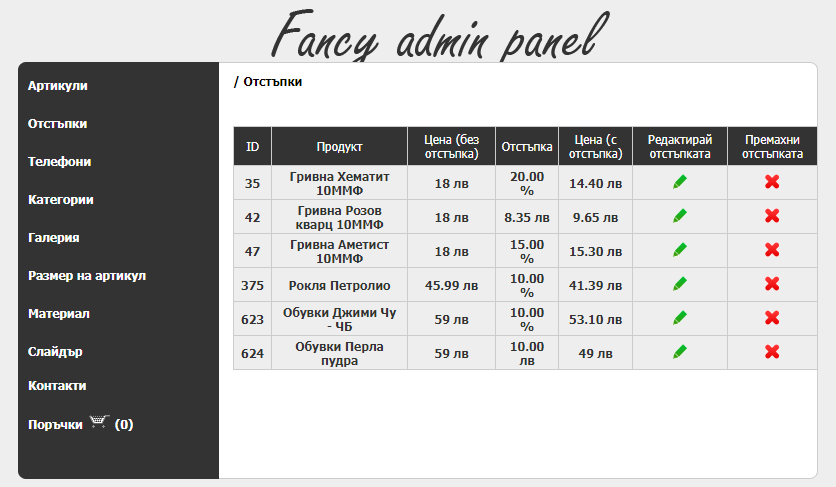 Fancy admin panel
Артикули
Отстъпки
Телефони
Категории
Галерия
Размер на артикул
Материал
Слайдър
Контакти
Поръчки (0)
/ Отстъпки
ID Продукт Цена (без отстъпка) Отстъпка Цена (с отстъпка) Редактирай отстъпката Премахни отстъпката
35 Гривна Хематит 10ММФ 18 лв 20.00 % 14.40 лв
42 Гривна Розов кварц 10ММФ 18 лв 8.35 лв 9.65 лв
47 Гривна Аметист 10ММФ 18 лв 15.00 % 15.30 лв
375 Рокля Петролио 45.99 лв 10.00 % 41.39 лв
623 Обувки Джими Чу - ЧБ 59 лв 10.00 % 53.10 лв
624 Обувки Перла пудра 59 лв 10.00 лв 49 лв